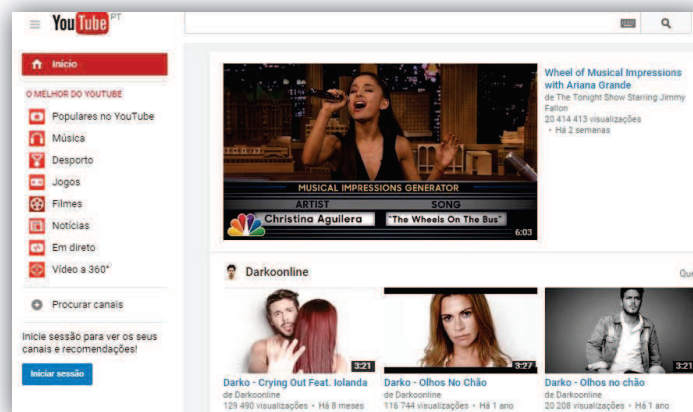 YouTube PT
Início
O MELHOR DO YOUTUBE
Populares no YouTube
Música
Desporto
Jogos
Filmes
Notícias
Em direto
Vídeo a 360°
Procurar canais
Inicie sessão para ver os seus
canais e recomendações!
Iniciar sessão
MUSICAL IMPRESSIONS GENERATOR
ARTIST SONG
Christina Aguilera "The Wheels On The Bus"
6:03
Wheel of Musical Impressions
with Ariana Grande
de The Tonight Show Starring Jimmy
Fallon
20 414 413 visualizações
• Há 2 semanas
Darkoonline
3:21
Darko - Crying Out Feat. Iolanda
de Darkoonline
129 490 visualizações • Há 8 meses
3:27
Darko - Olhos No Chão
de Darkoonline
116 744 visualizações • Há 1 ano
3:21
Darko - Olhos no chão
de Darkoonline
20 208 visualizações • Há 1 ano